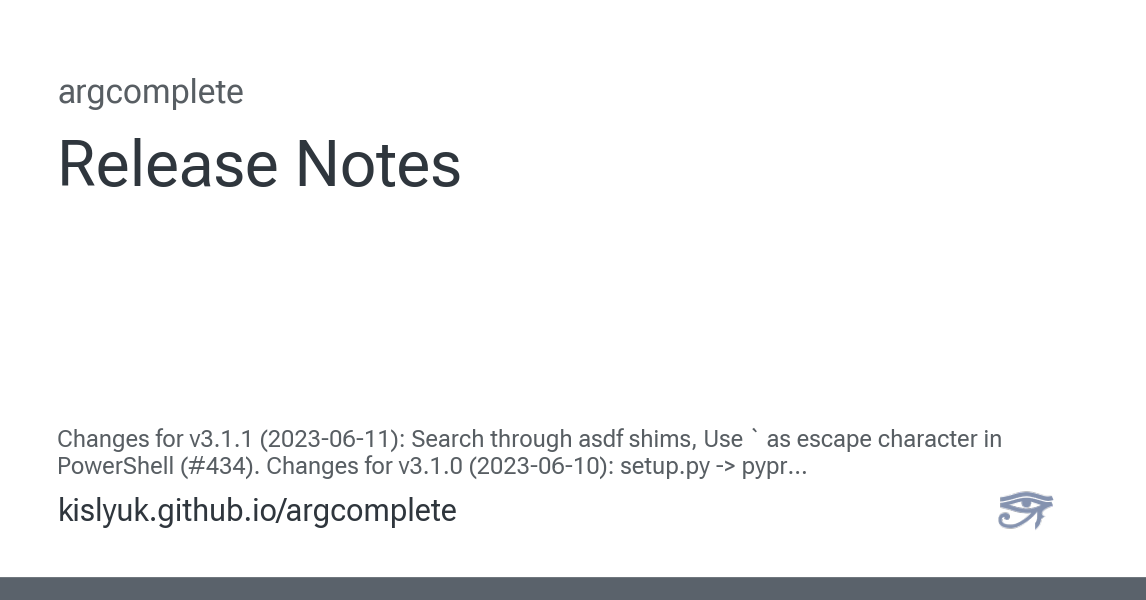 argcomplete
Release Notes
Changes for v3.1.1 (2023-06-11): Search through asdf shims, Use ` as escape character in
PowerShell (#434). Changes for v3.1.0 (2023-06-10): setup.py -> pypr...
kislyuk.github.io/argcomplete